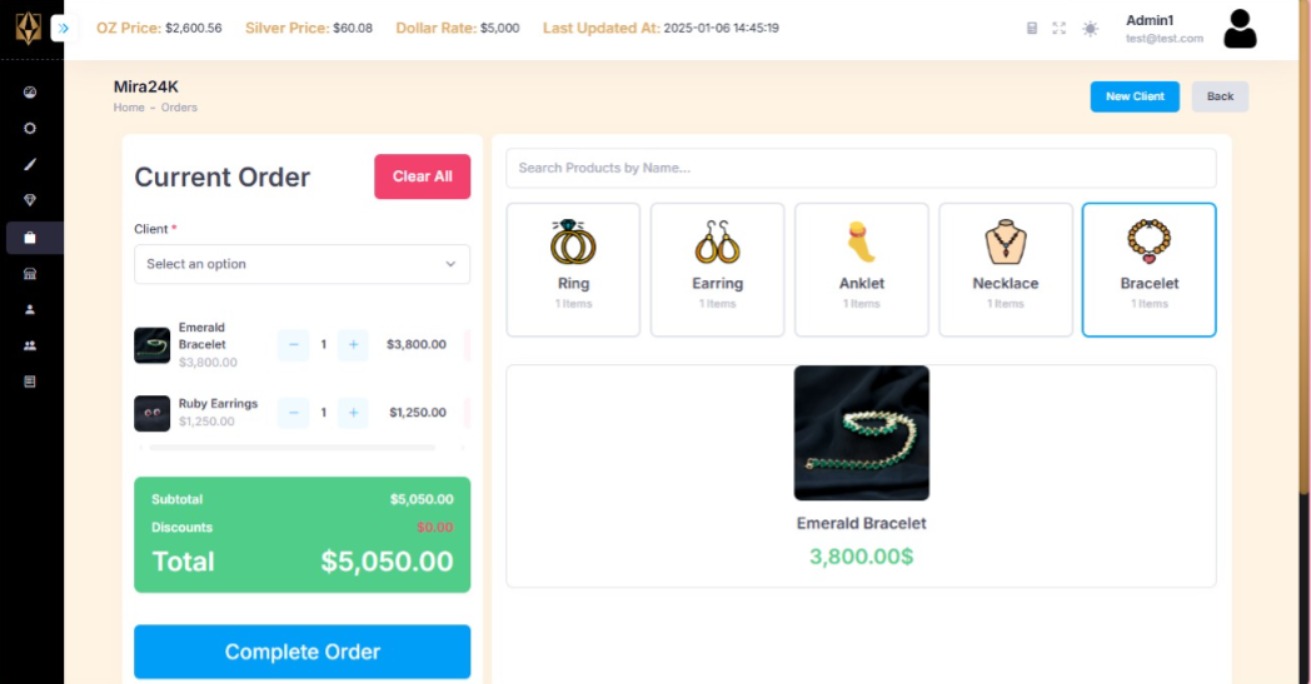 OZ Price: $2,600.56 Silver Price: $60.08 Dollar Rate: $5,000 Last Updated At: 2025-01-06 14:45:19
Admin1
test@test.com
Mira24K
Home - Orders
New Client
Back
Current Order
Clear All
Client *
Select an option
Emerald
Bracelet
$3,800.00
− 1 + $3,800.00
Ruby Earrings
$1,250.00
− 1 + $1,250.00
Subtotal $5,050.00
Discounts $0.00
Total $5,050.00
Complete Order
Search Products by Name...
Ring
1 Items
Earring
1 Items
Anklet
1 Items
Necklace
1 Items
Bracelet
1 Items
Emerald Bracelet
3,800.00$